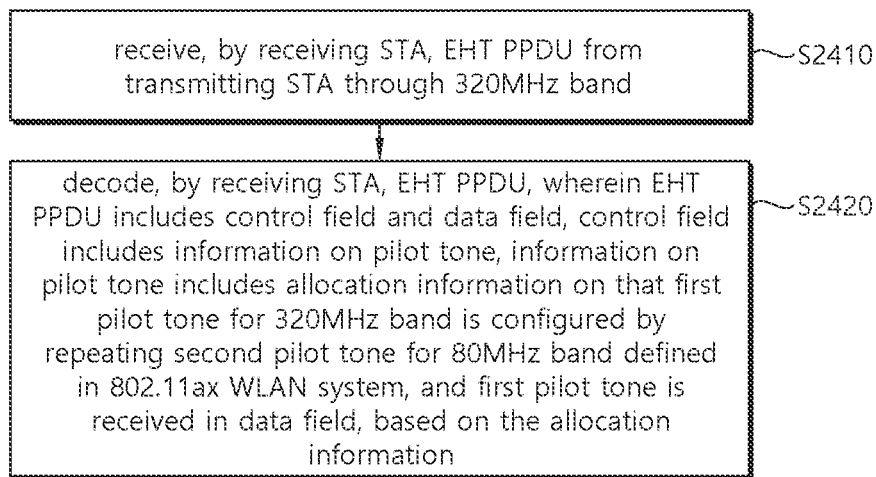 receive, by receiving STA, EHT PPDU from
transmitting STA through 320MHz band
S2410
decode, by receiving STA, EHT PPDU, wherein EHT
PPDU includes control field and data field, control field
includes information on pilot tone, information on
pilot tone includes allocation information on that first
pilot tone for 320MHz band is configured by
repeating second pilot tone for 80MHz band defined
in 802.11ax WLAN system, and first pilot tone is
received in data field, based on the allocation
information
S2420